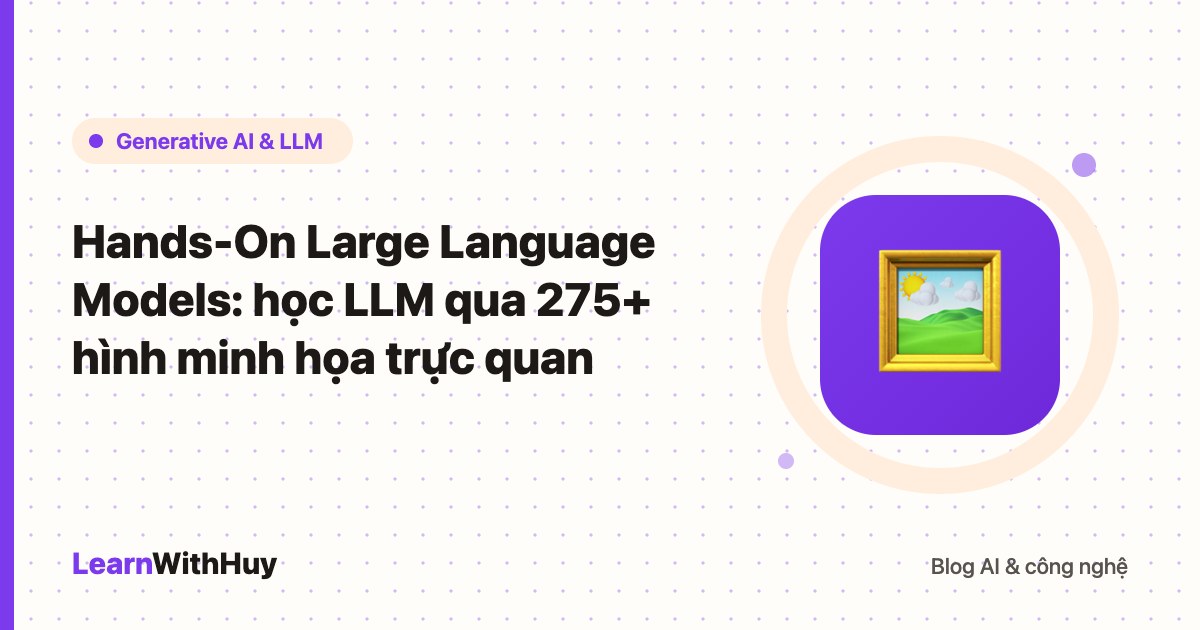 Generative AI & LLM
Hands-On Large Language
Models: học LLM qua 275+
hình minh họa trực quan
LearnWithHuy
Blog AI & công nghệ